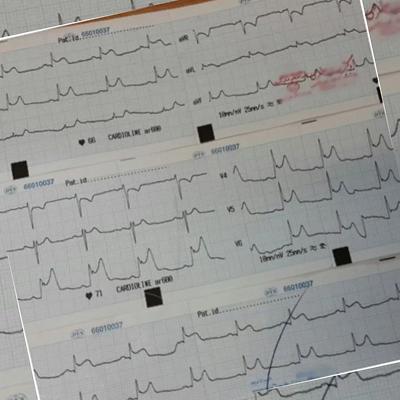 66010037
Pat.id.
aVR
aVL
aVF
10mm/mV 25mm/s
66 CARDIOLINE ar600
66010037
66010037
Pat.id.
V4
V5
V6
10mm/mV 25mm/s
71 CARDIOLINE ar600
66010037
66010037
Pat.id.